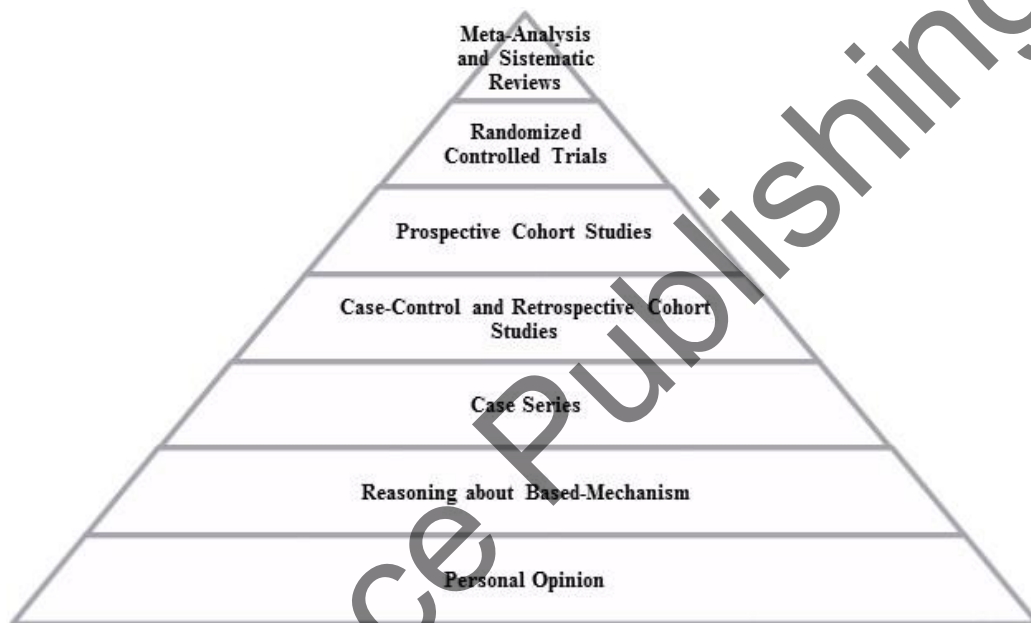 Meta-Analysis
and Sistematic
Reviews
Randomized
Controlled Trials
Prospective Cohort Studies
Case-Control and Retrospective Cohort
Studies
Case Series
Reasoning about Based-Mechanism
Personal Opinion
ce Publishing